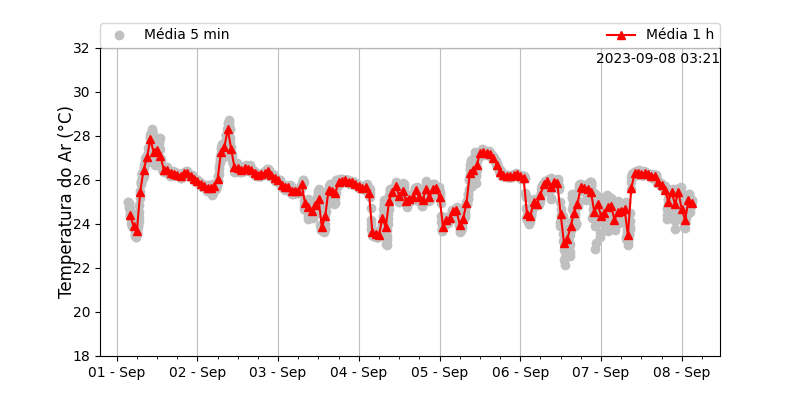 Média 5 min
Média 1 h
2023-09-08 03:21
Temperatura do Ar (°C)
32
30
28
26
24
22
20
18
01 - Sep
02 - Sep
03 - Sep
04 - Sep
05 - Sep
06 - Sep
07 - Sep
08 - Sep